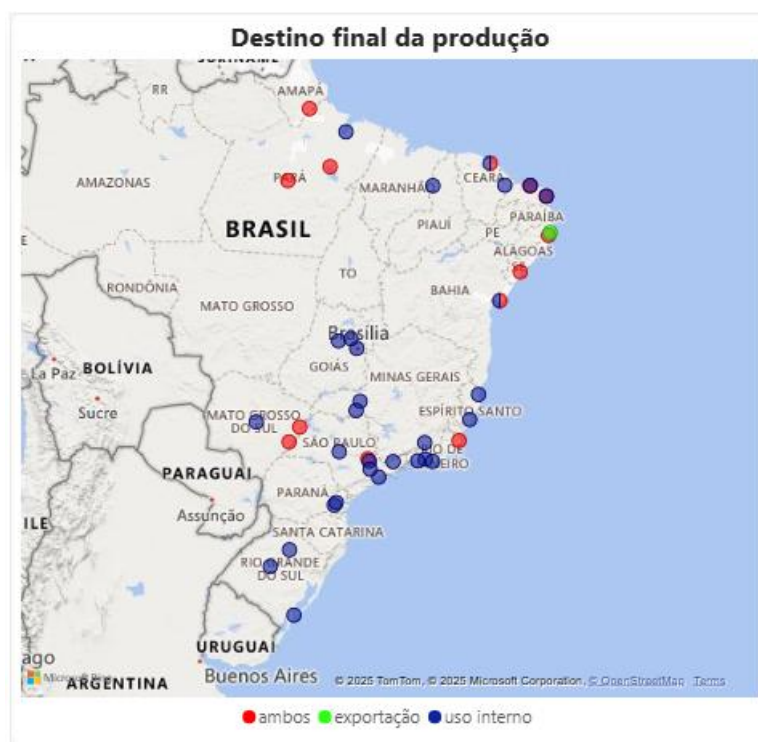 Destino final da produção
SURINAME
AMAPÁ
RR
AMAZONAS
PARÁ
MARANHÃO
CEARÁ
BRASIL
PIAUÍ
PARAÍBA
PE
ALAGOAS
SE
TO
RONDÔNIA
MATO GROSSO
BAHIA
Brasília
BOLÍVIA
La Paz
GOIÁS
MINAS GERAIS
Sucre
MATO GROSSO
DO SUL
ESPÍRITO SANTO
SÃO PAULO
RIO DE
JANEIRO
PARAGUAI
PARANÁ
Assunção
SANTA CATARINA
RIO GRANDE
DO SUL
URUGUAI
Buenos Aires
ARGENTINA
Microsoft Bing
© 2025 TomTom, © 2025 Microsoft Corporation, © OpenStreetMap Terms
ambos exportação uso interno